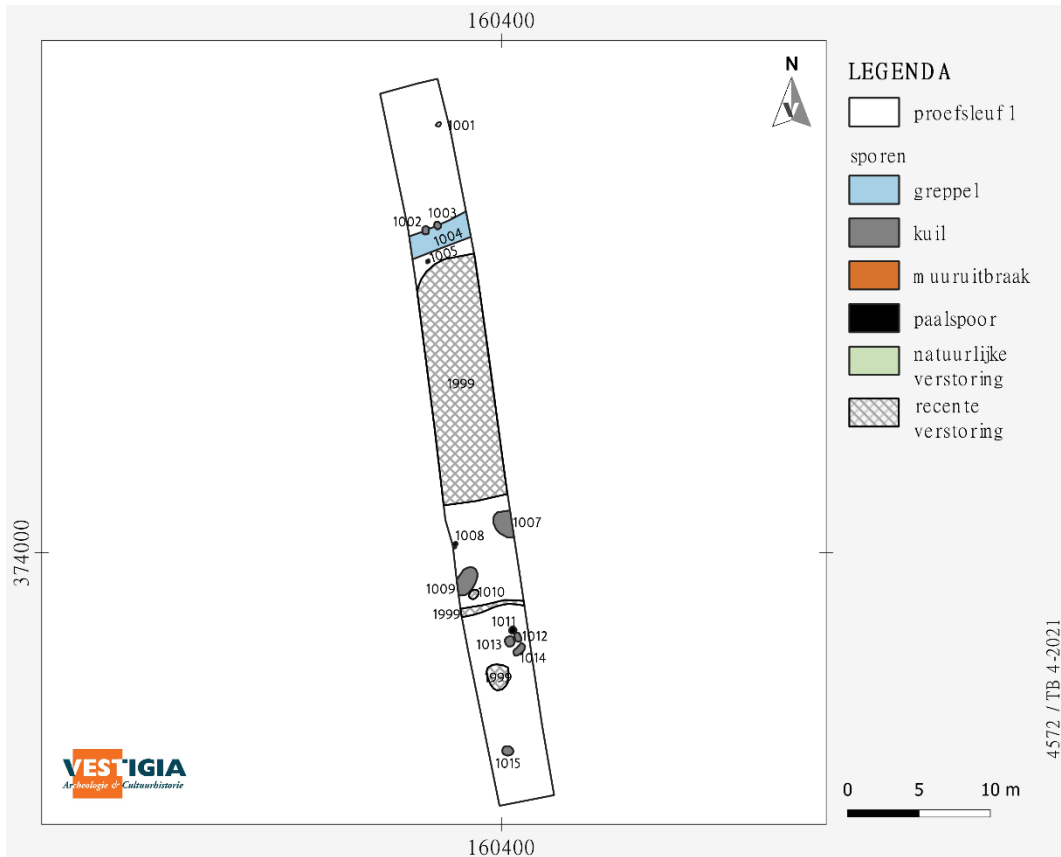 160400
N
LEGENDA
proefsleuf 1
sporen
greppel
kuil
muuruitbraak
paalspoor
natuurlijke
verstoring
recente
verstoring
1001
1002
1003
1004
1005
1999
374000
1007
1008
1009
1010
1999
1011
1012
1013
1014
1999
1015
VESTIGIA
Archeologie & Cultuurhistorie
0 5 10 m
4572 / TB 4-2021
160400